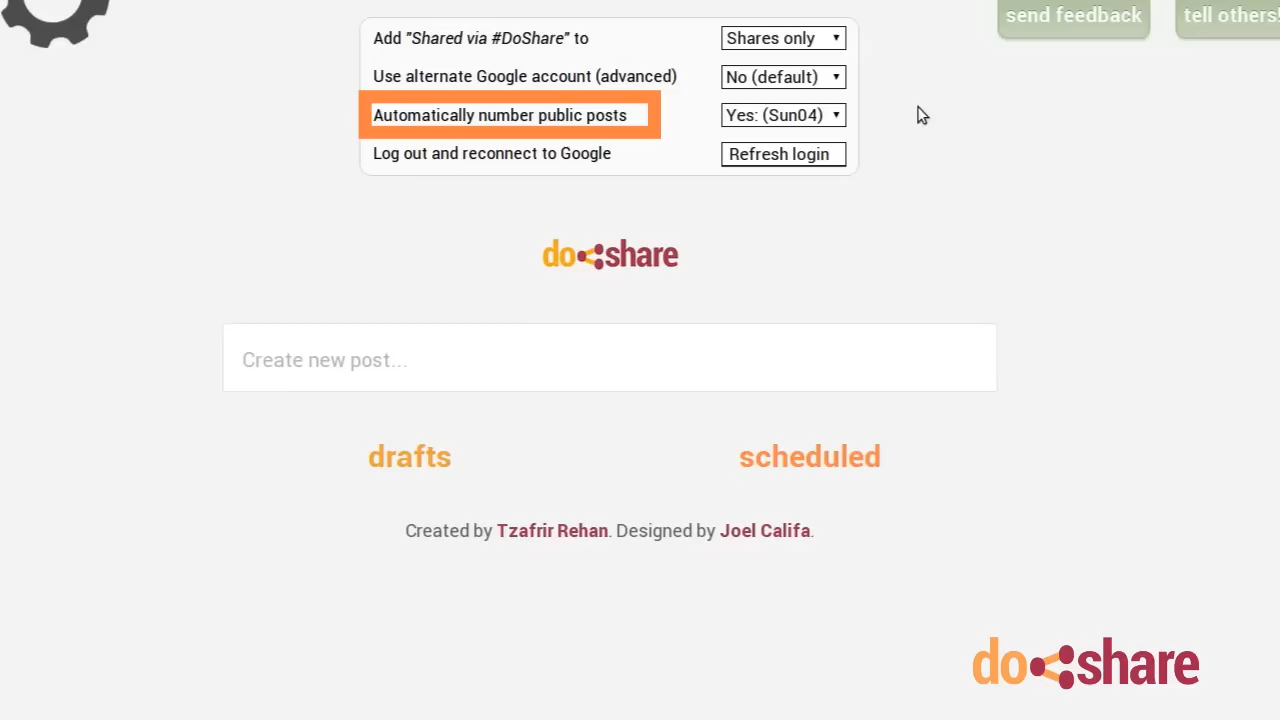 send feedback
tell others!
Add "Shared via #DoShare" to
Shares only
Use alternate Google account (advanced)
No (default)
Automatically number public posts
Yes: (Sun04)
Log out and reconnect to Google
Refresh login
do share
Create new post...
drafts
scheduled
Created by Tzafrir Rehan. Designed by Joel Califa.
do share